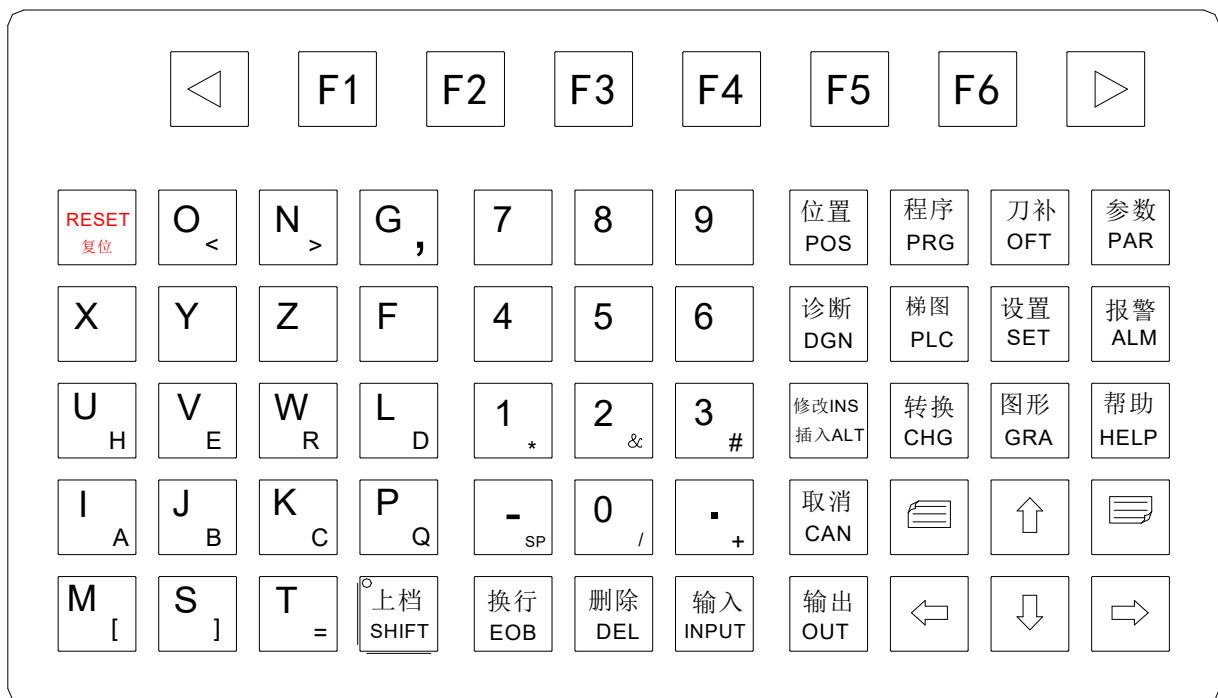 F1 F2 F3 F4 F5 F6
RESET
复位
O <
N >
G ,
7
8
9
位置
POS
程序
PRG
刀补
OFT
参数
PAR
X
Y
Z
F
4
5
6
诊断
DGN
梯图
PLC
设置
SET
报警
ALM
U H
V E
W R
L D
1 *
2 &
3 #
修改INS
插入ALT
转换
CHG
图形
GRA
帮助
HELP
I A
J B
K C
P Q
- SP
0 /
. +
取消
CAN
M [
S ]
T =
上档
SHIFT
换行
EOB
删除
DEL
输入
INPUT
输出
OUT